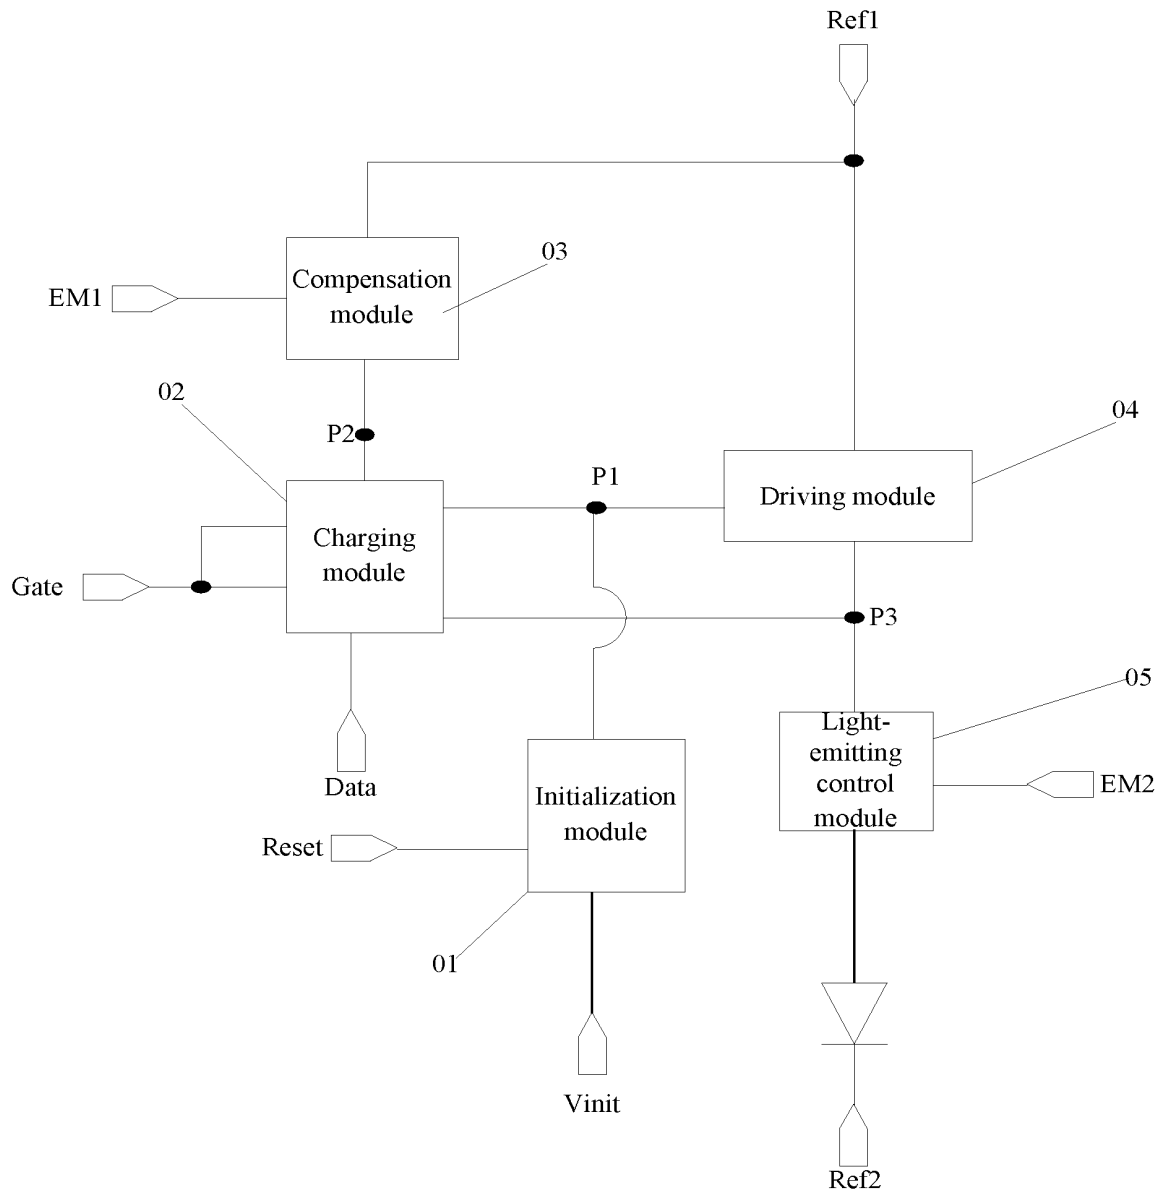 Ref1
03
Compensation
module
EM1
02
04
P2
P1
Driving module
Charging
module
Gate
P3
05
Light-
emitting
control
module
EM2
Data
Initialization
module
Reset
01
Vinit
Ref2